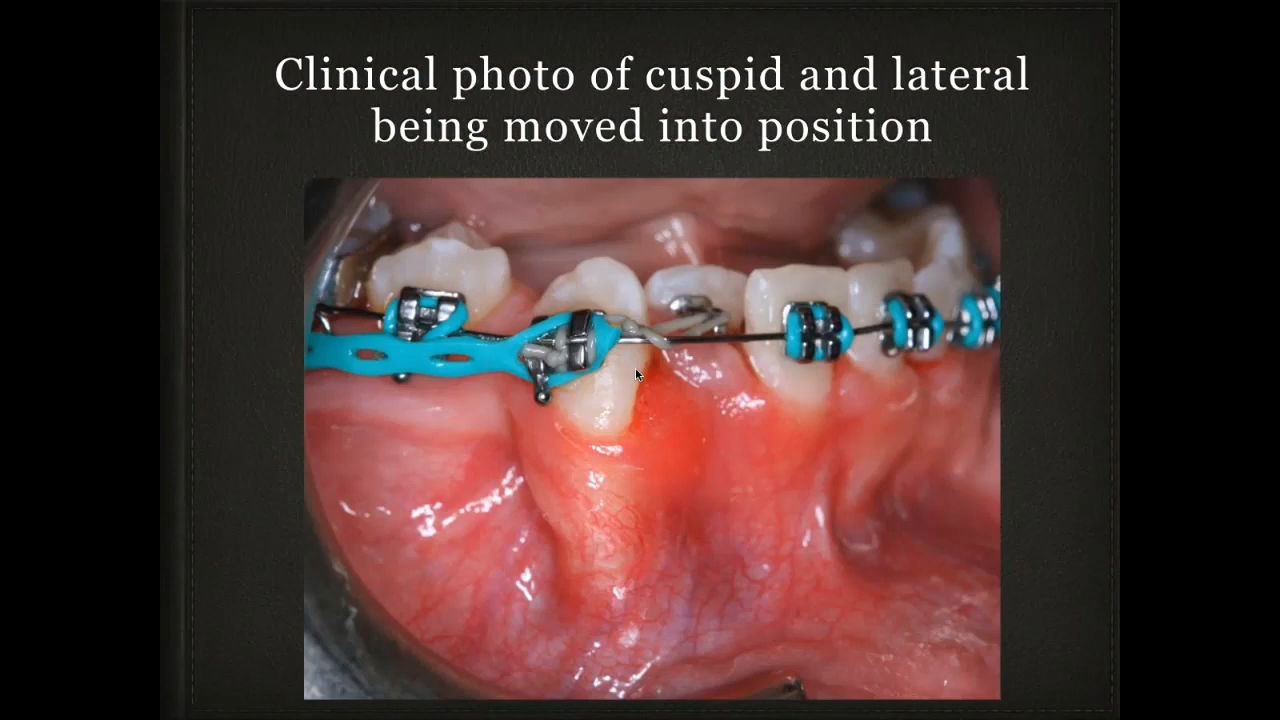 Clinical photo of cuspid and lateral
being moved into position